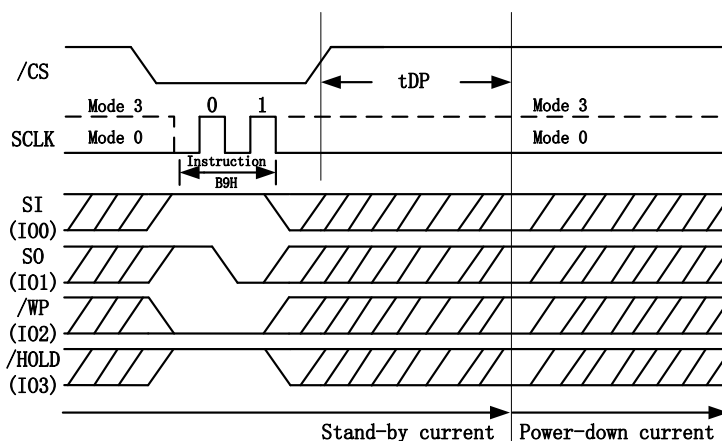 /CS
tDP
Mode 3 0 1 Mode 3
SCLK Mode 0 Mode 0
Instruction
B9H
SI
(IO0)
SO
(IO1)
/WP
(IO2)
/HOLD
(IO3)
Stand-by current Power-down current